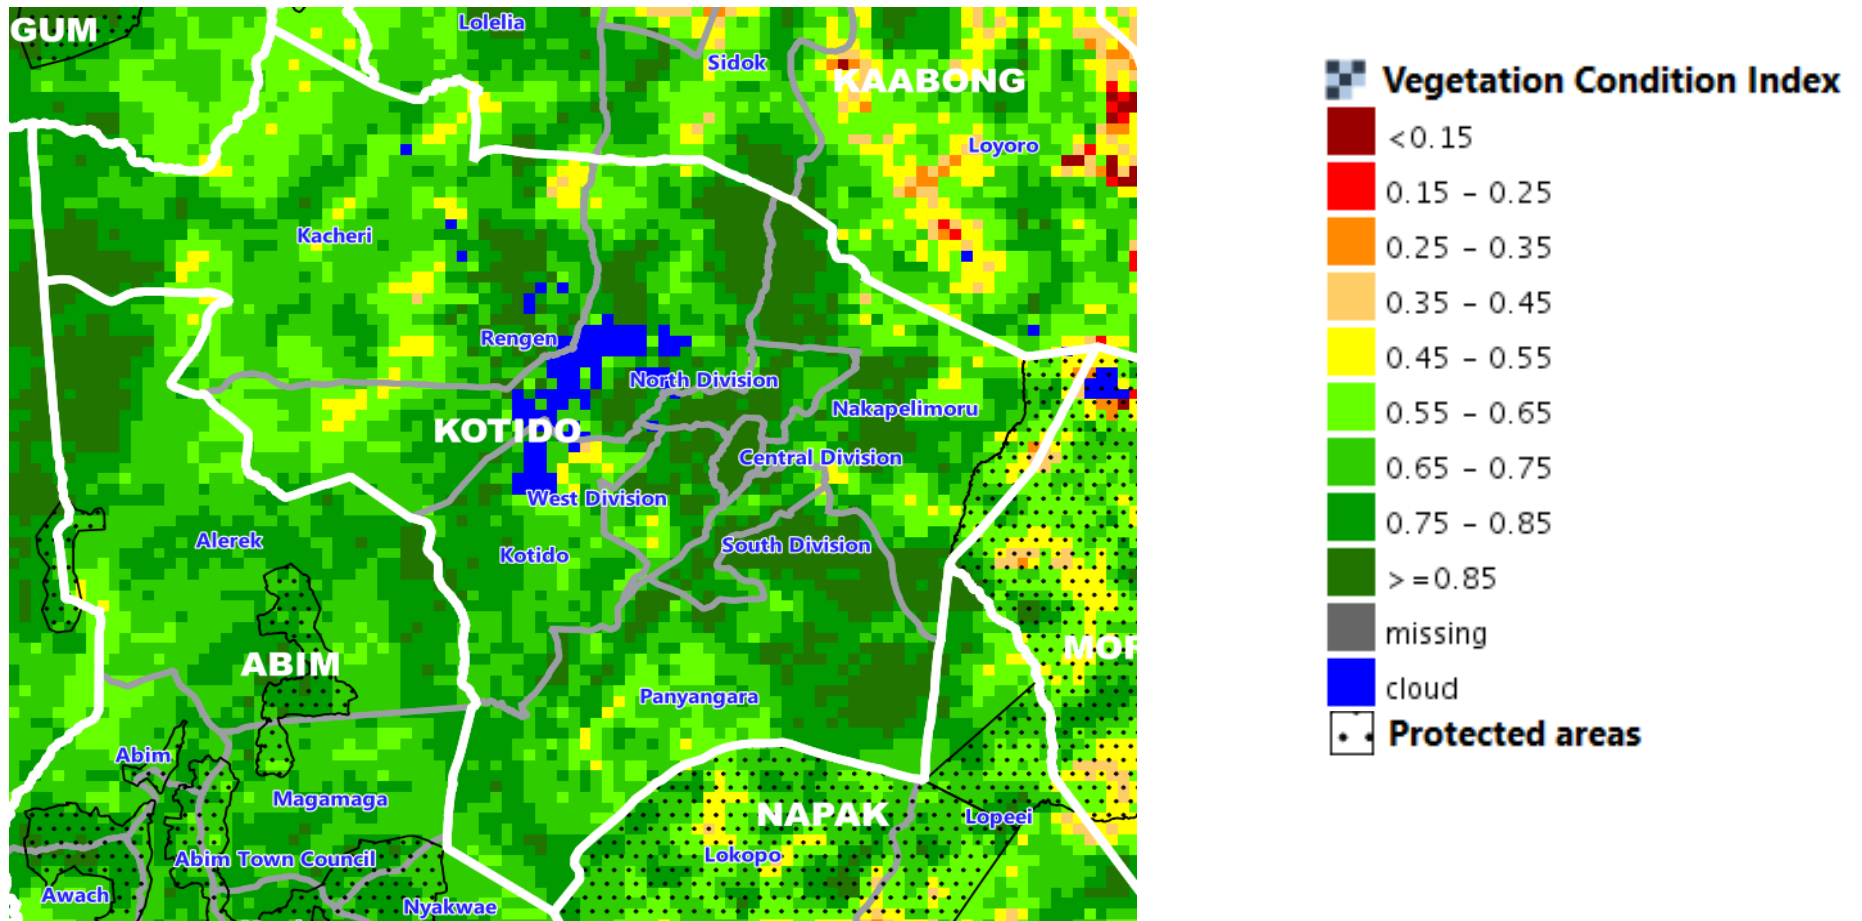 GUM
Lolelia
Sidok
KAABONG
Loyoro
Kacheri
Rengen
North Division
Nakapelimoru
KOTIDO
Central Division
West Division
Alerek
Kotido
South Division
ABIM
MOR
Panyangara
Abim
Magamaga
NAPAK
Lopeei
Abim Town Council
Lokopo
Awach
Nyakwae
Vegetation Condition Index
<0.15
0.15 – 0.25
0.25 – 0.35
0.35 – 0.45
0.45 – 0.55
0.55 – 0.65
0.65 – 0.75
0.75 – 0.85
>=0.85
missing
cloud
Protected areas